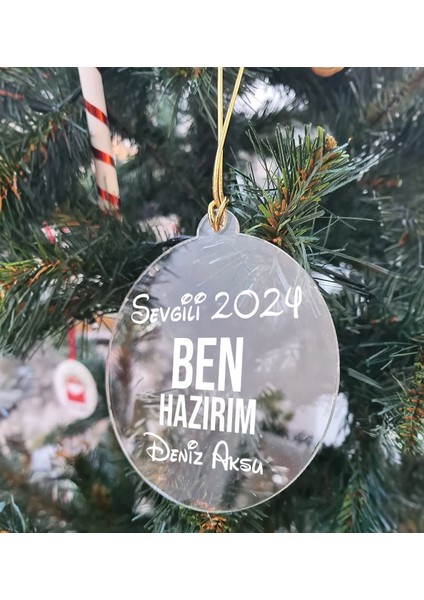 Sevgili 2024
BEN
HAZIRIM
Deniz Aksu